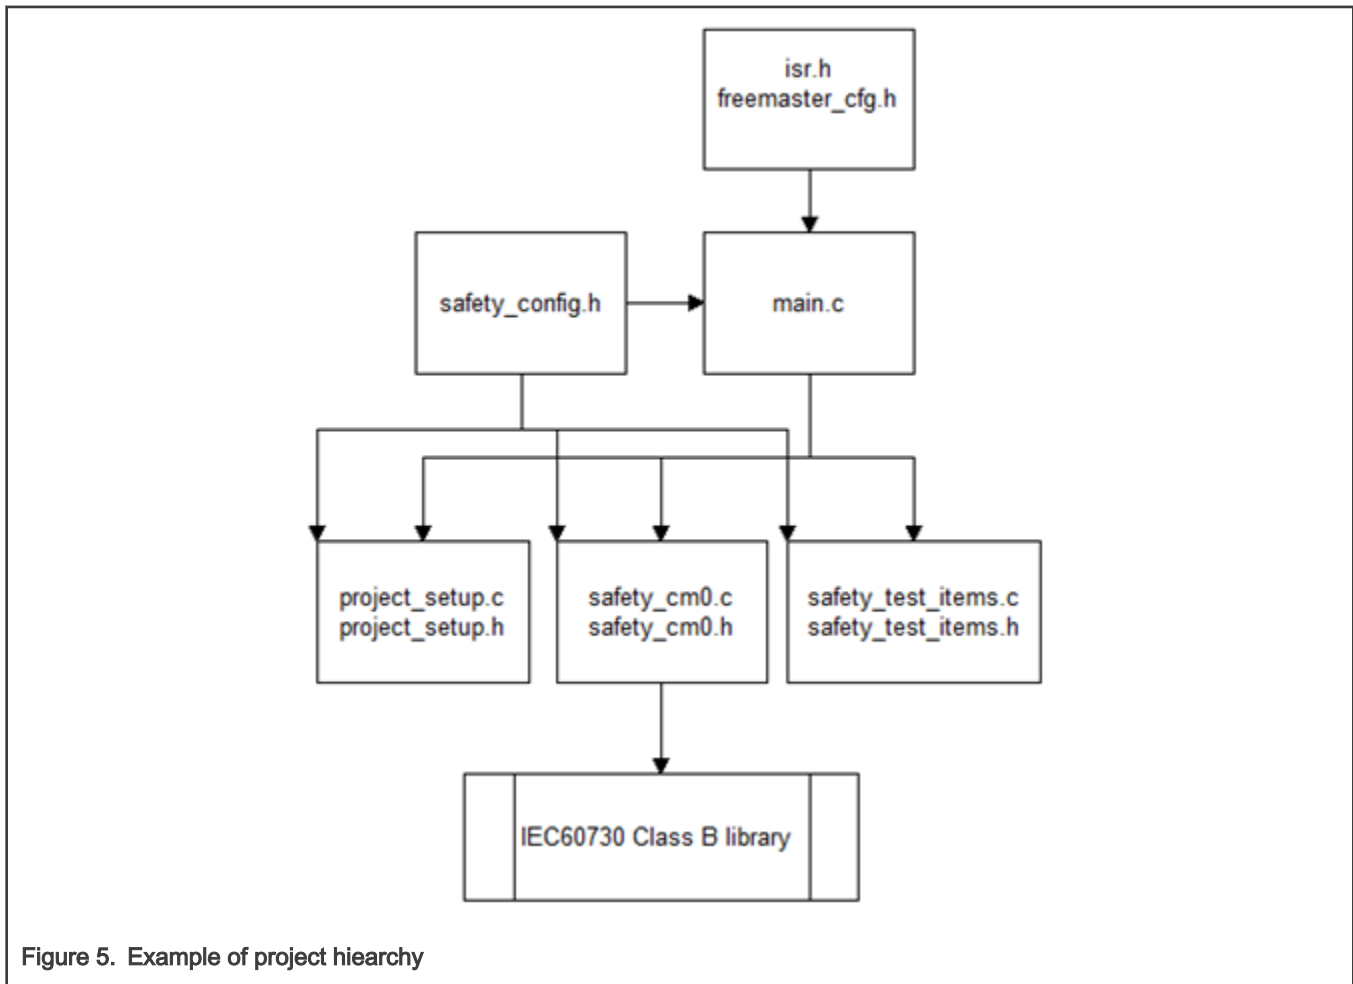 isr.h
freemaster_cfg.h
safety_config.h
main.c
project_setup.c
project_setup.h
safety_cm0.c
safety_cm0.h
safety_test_items.c
safety_test_items.h
IEC60730 Class B library
Figure 5. Example of project hiearchy